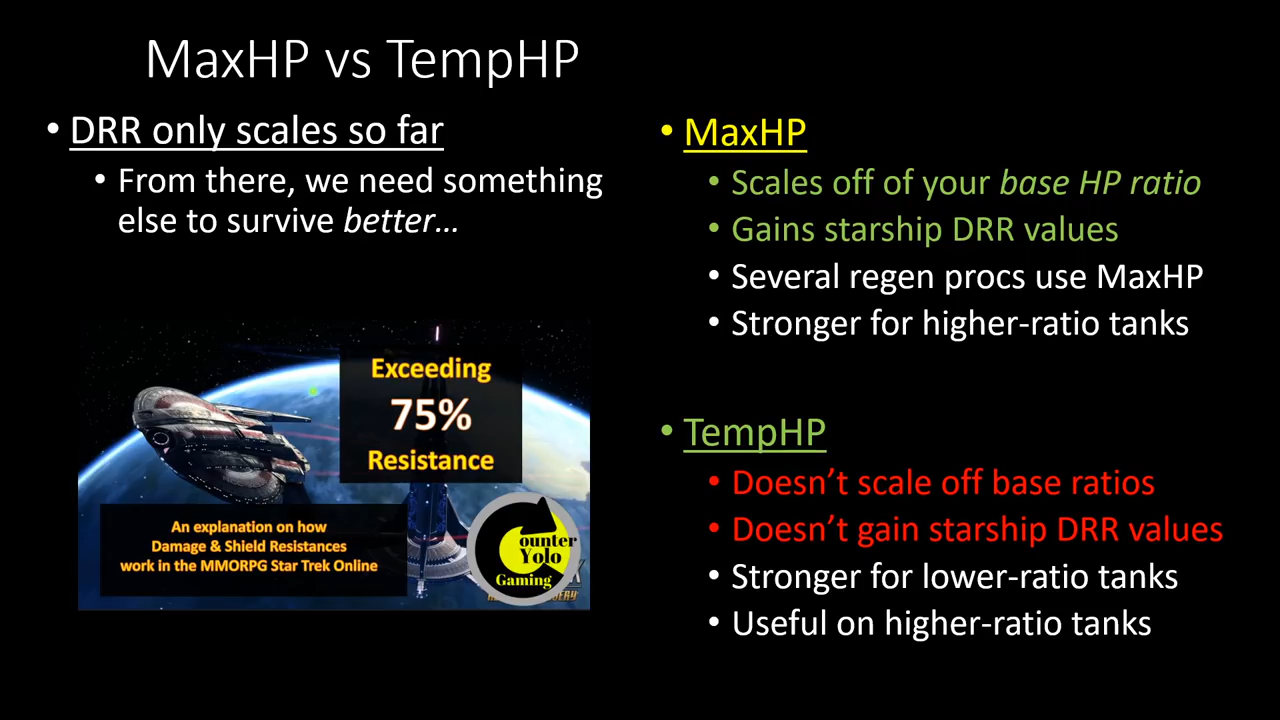 MaxHP vs TempHP
• DRR only scales so far
• From there, we need something
else to survive better…
Exceeding
75%
Resistance
An explanation on how
Damage & Shield Resistances
work in the MMORPG Star Trek Online
ounter
Yolo
Gaming
• MaxHP
• Scales off of your base HP ratio
• Gains starship DRR values
• Several regen procs use MaxHP
• Stronger for higher-ratio tanks
• TempHP
• Doesn’t scale off base ratios
• Doesn’t gain starship DRR values
• Stronger for lower-ratio tanks
• Useful on higher-ratio tanks